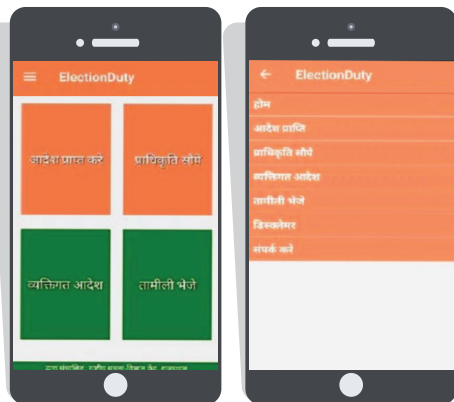 ElectionDuty
आदेश प्राप्त करे
प्राधिकृति सौपे
व्यक्तिगत आदेश
तामीली भेजे
ElectionDuty
होम
आदेश प्राप्ति
प्राधिकृति सौपे
व्यक्तिगत आदेश
तामीली भेजे
डिस्क्लेमर
संपर्क करे